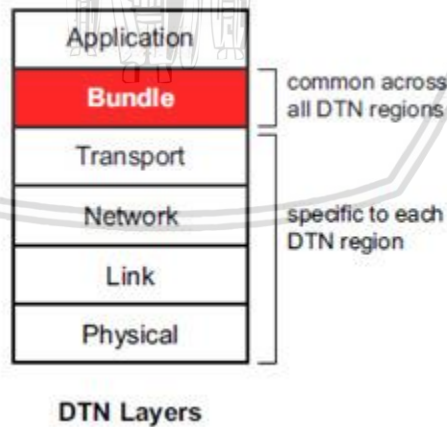 Application
Bundle
common across
all DTN regions
Transport
Network
specific to each
DTN region
Link
Physical
DTN Layers